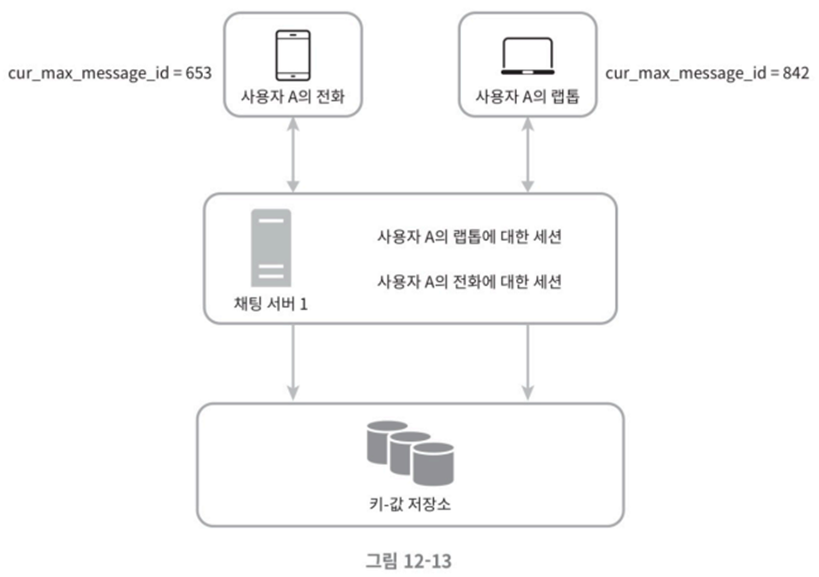 cur_max_message_id = 653
사용자 A의 전화
사용자 A의 랩톱
cur_max_message_id = 842
사용자 A의 랩톱에 대한 세션
사용자 A의 전화에 대한 세션
채팅 서버 1
키-값 저장소
그림 12-13